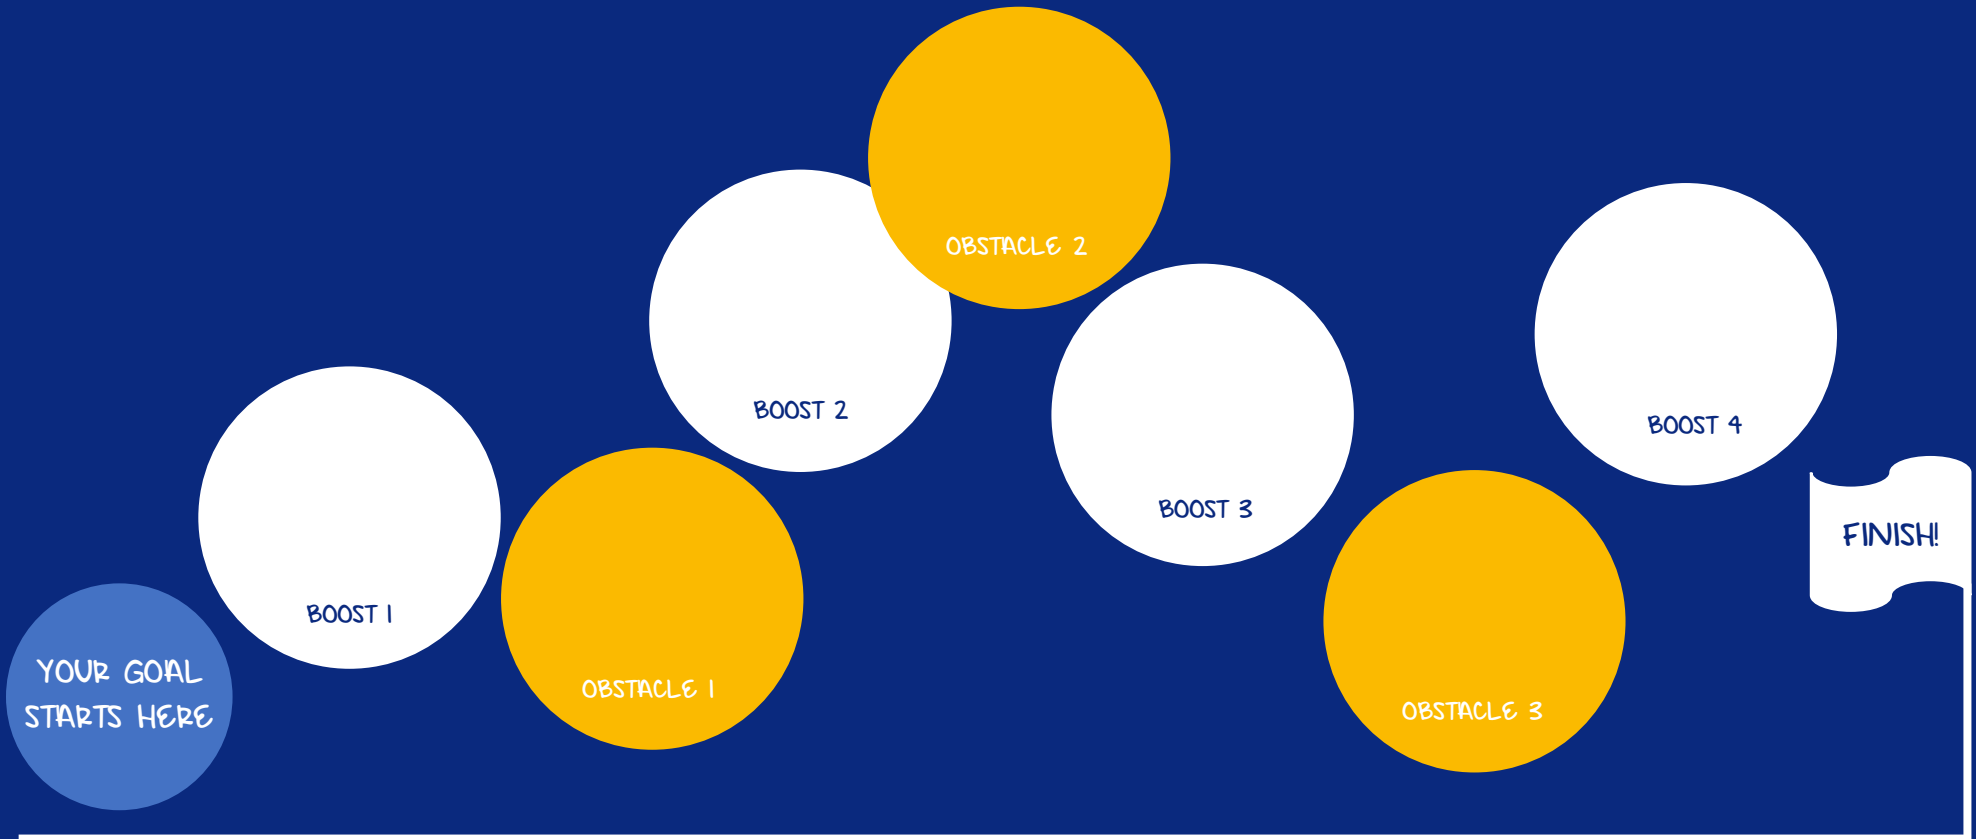 YOUR GOAL
STARTS HERE
BOOST 1
OBSTACLE 1
BOOST 2
OBSTACLE 2
BOOST 3
OBSTACLE 3
BOOST 4
FINISH!